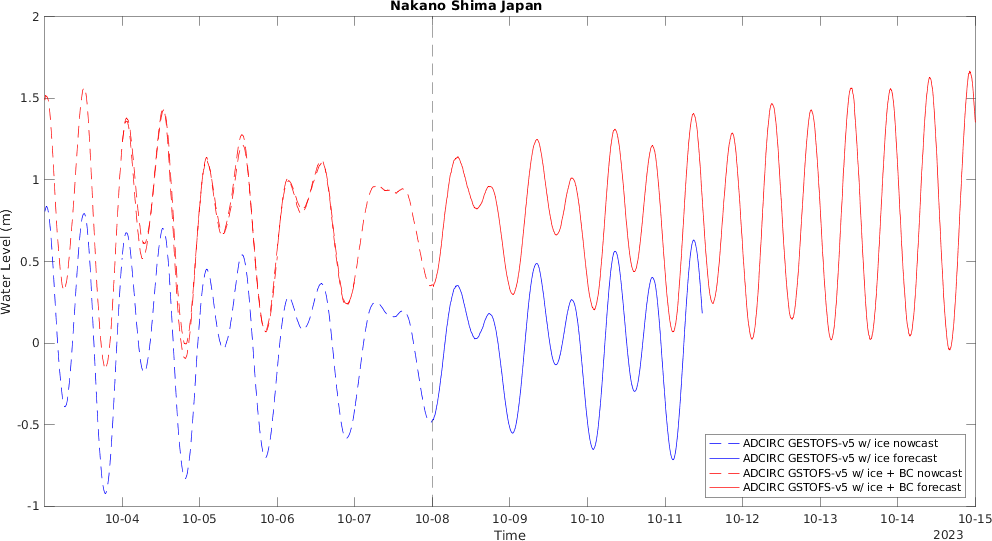 Nakano Shima Japan
2
1.5
1
0.5
0
-0.5
-1
Water Level (m)
ADCIRC GESTOFS-v5 w/ ice nowcast
ADCIRC GESTOFS-v5 w/ ice forecast
ADCIRC GSTOFS-v5 w/ ice + BC nowcast
ADCIRC GSTOFS-v5 w/ ice + BC forecast
10-04 10-05 10-06 10-07 10-08 10-09 10-10 10-11 10-12 10-13 10-14 10-15
Time
2023